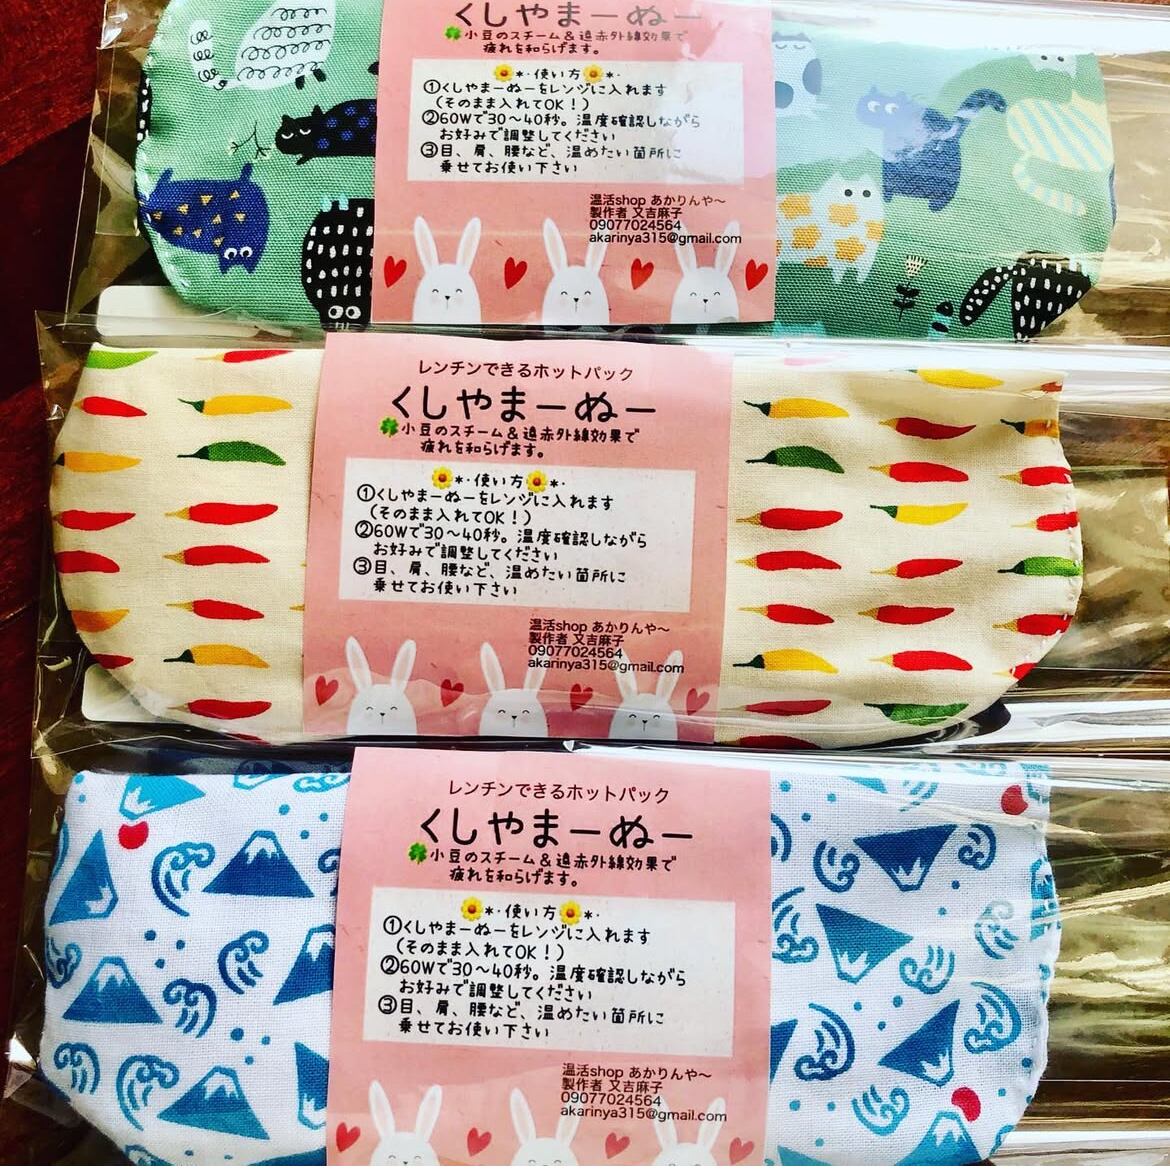 くしやまーぬー
🍀小豆のスチーム&遠赤外線効果で
疲れを和らげます。
🌼*･使い方🌼*･
①くしやまーぬーをレンジに入れます
(そのまま入れてOK!)
②60Wで30〜40秒。温度確認しながら
お好みで調整してください
③目、肩、腰など、温めたい箇所に
乗せてお使い下さい
温活shop あかりんや〜
製作者 又吉麻子
09077024564
akarinya315@gmail.com
レンチンできるホットパック
くしやまーぬー
🍀小豆のスチーム&遠赤外線効果で
疲れを和らげます。
🌼*･使い方🌼*･
①くしやまーぬーをレンジに入れます
(そのまま入れてOK!)
②60Wで30〜40秒。温度確認しながら
お好みで調整してください
③目、肩、腰など、温めたい箇所に
乗せてお使い下さい
温活shop あかりんや〜
製作者 又吉麻子
09077024564
akarinya315@gmail.com
レンチンできるホットパック
くしやまーぬー
🍀小豆のスチーム&遠赤外線効果で
疲れを和らげます。
🌼*･使い方🌼*･
①くしやまーぬーをレンジに入れます
(そのまま入れてOK!)
②60Wで30〜40秒。温度確認しながら
お好みで調整してください
③目、肩、腰など、温めたい箇所に
乗せてお使い下さい
温活shop あかりんや〜
製作者 又吉麻子
09077024564
akarinya315@gmail.com